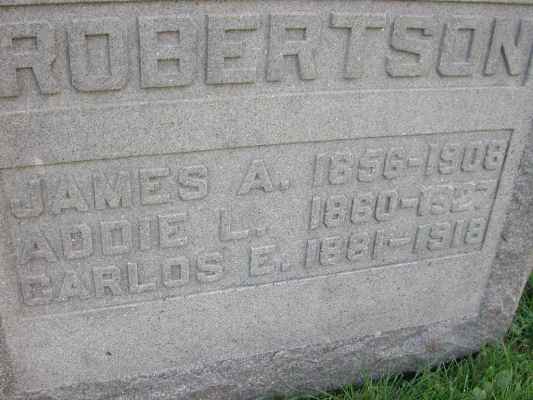 ROBERTSON
JAMES A. 1856-1908
ADDIE L. 1860-1927
CARLOS E. 1881-1918